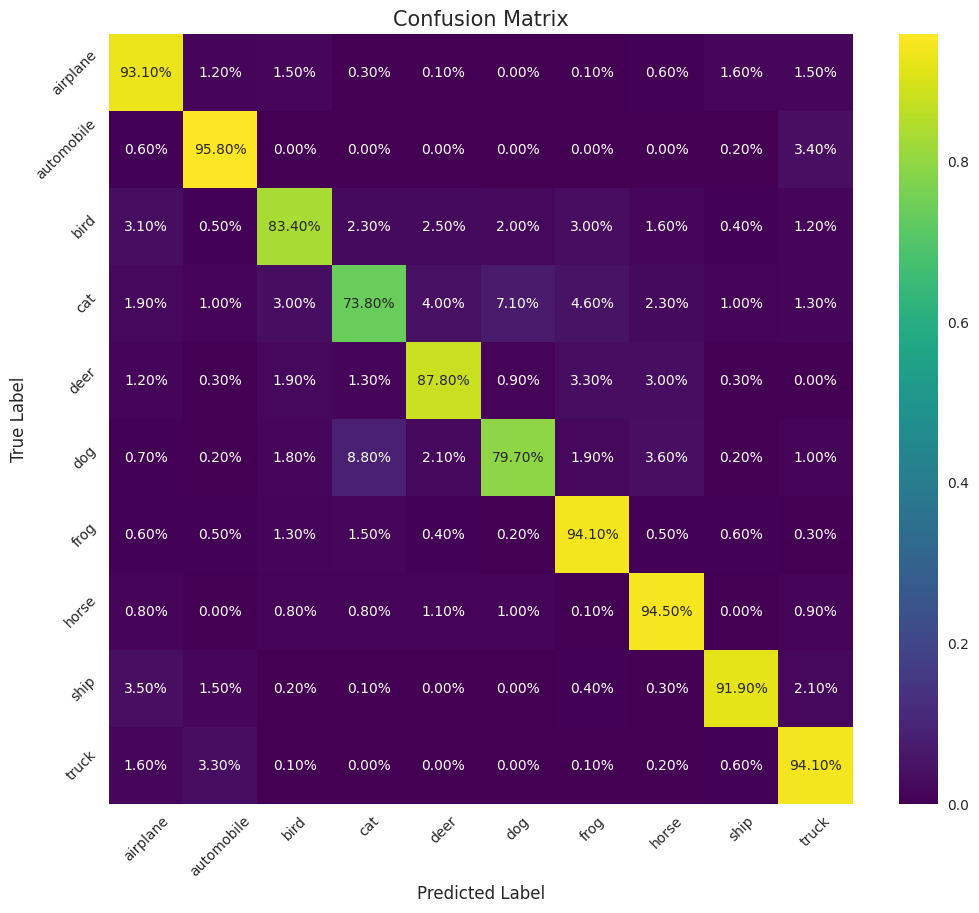 Confusion Matrix
True Label
airplane 93.10% 1.20% 1.50% 0.30% 0.10% 0.00% 0.10% 0.60% 1.60% 1.50%
automobile 0.60% 95.80% 0.00% 0.00% 0.00% 0.00% 0.00% 0.00% 0.20% 3.40%
bird 3.10% 0.50% 83.40% 2.30% 2.50% 2.00% 3.00% 1.60% 0.40% 1.20%
cat 1.90% 1.00% 3.00% 73.80% 4.00% 7.10% 4.60% 2.30% 1.00% 1.30%
deer 1.20% 0.30% 1.90% 1.30% 87.80% 0.90% 3.30% 3.00% 0.30% 0.00%
dog 0.70% 0.20% 1.80% 8.80% 2.10% 79.70% 1.90% 3.60% 0.20% 1.00%
frog 0.60% 0.50% 1.30% 1.50% 0.40% 0.20% 94.10% 0.50% 0.60% 0.30%
horse 0.80% 0.00% 0.80% 0.80% 1.10% 1.00% 0.10% 94.50% 0.00% 0.90%
ship 3.50% 1.50% 0.20% 0.10% 0.00% 0.00% 0.40% 0.30% 91.90% 2.10%
truck 1.60% 3.30% 0.10% 0.00% 0.00% 0.00% 0.10% 0.20% 0.60% 94.10%
airplane automobile bird cat deer dog frog horse ship truck
Predicted Label
0.8
0.6
0.4
0.2
0.0